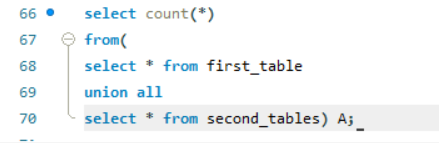 66 select count(*)
67 from(
68 select * from first_table
69 union all
70 select * from second_tables) A;